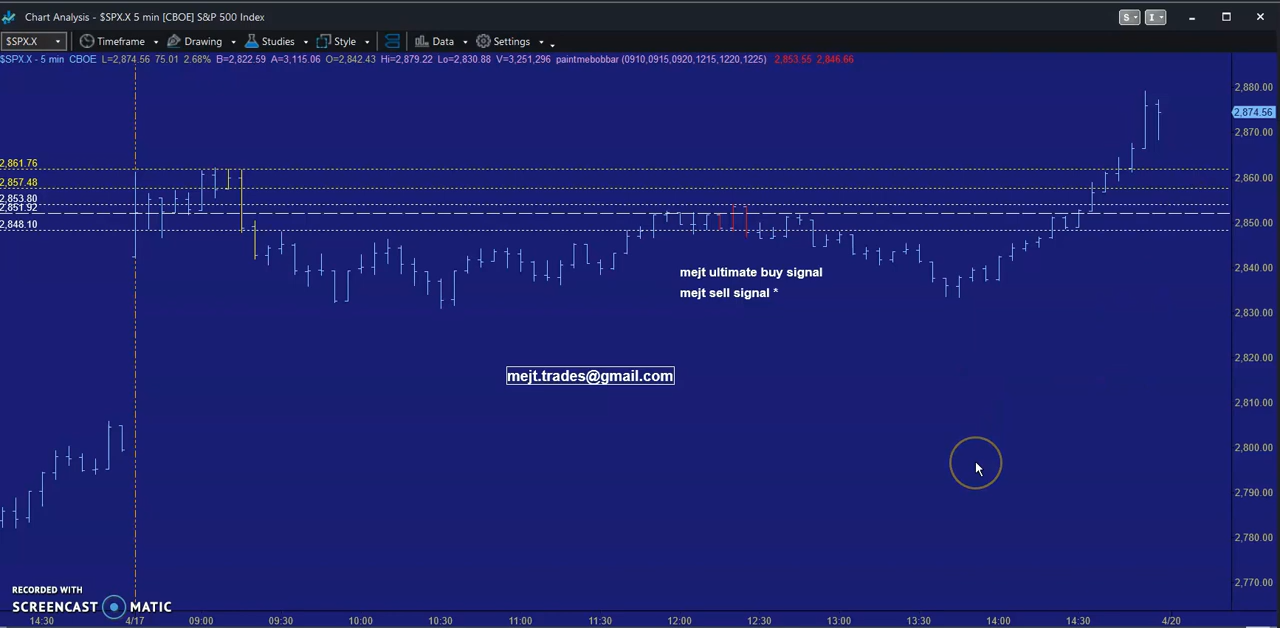 Chart Analysis - $SPX.X 5 min [CBOE] S&P 500 Index
S I
$SPX.X Timeframe Drawing Studies Style Data Settings
$SPX.X - 5 min CBOE L=2,874.56 75.01 2.68% B=2,822.59 A=3,115.06 O=2,842.43 Hi=2,879.22 Lo=2,830.88 V=3,251,296 paintmebobbar (0910,0915,0920,1215,1220,1225) 2,853.55 2,846.66
2,880.00
2,874.56
2,870.00
2,861.76
2,860.00
2,857.48
2,853.80
2,851.92
2,850.00
2,848.10
2,840.00
mejt ultimate buy signal
mejt sell signal *
2,830.00
2,820.00
mejt.trades@gmail.com
2,810.00
2,800.00
2,790.00
2,780.00
2,770.00
RECORDED WITH
SCREENCAST MATIC
14:30 4/17 09:00 09:30 10:00 10:30 11:00 11:30 12:00 12:30 13:00 13:30 14:00 14:30 4/20